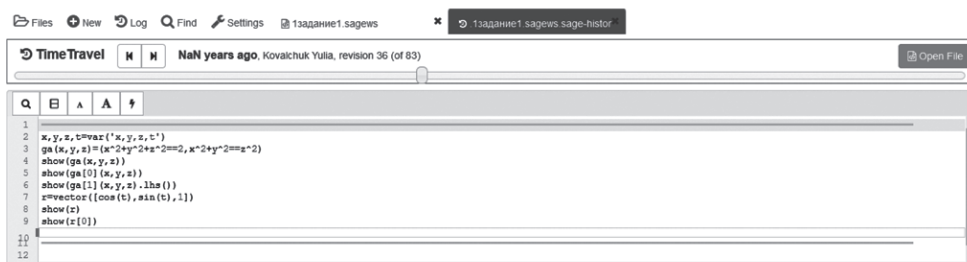 Files New Log Find Settings 1задание1.sagews 1задание1.sagews.sage-histor
TimeTravel NaN years ago, Kovalchuk Yulia, revision 36 (of 83) Open File
A A
1
2 x,y,z,t=var('x,y,z,t')
3 ga(x,y,z)=(x^2+y^2+z^2==2,x^2+y^2==z^2)
4 show(ga(x,y,z))
5 show(ga[0](x,y,z))
6 show(ga[1](x,y,z).lhs())
7 r=vector([cos(t),sin(t),1])
8 show(r)
9 show(r[0])
10
11
12